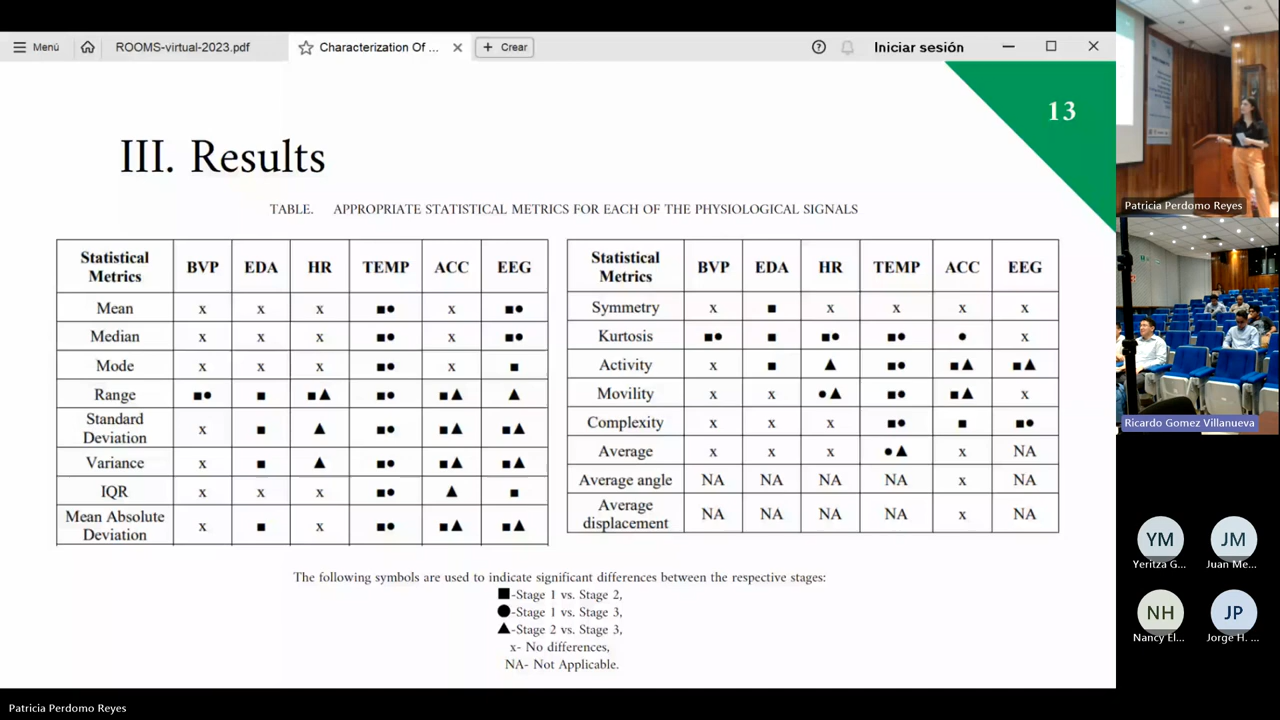 Menú
ROOMS-virtual-2023.pdf
Characterization Of ...
+ Crear
Iniciar sesión
13
III. Results
TABLE. APPROPRIATE STATISTICAL METRICS FOR EACH OF THE PHYSIOLOGICAL SIGNALS
Statistical Metrics BVP EDA HR TEMP ACC EEG
Mean x x x ■● x ■●
Median x x x ■● x ■●
Mode x x x ■● x ■
Range ■● ■ ■▲ ■● ■▲ ▲
Standard Deviation x ■ ▲ ■● ■▲ ■▲
Variance x ■ ▲ ■● ■▲ ■▲
IQR x x x ■● ▲ ■
Mean Absolute Deviation x ■ x ■● ■▲ ■▲
Statistical Metrics BVP EDA HR TEMP ACC EEG
Symmetry x ■ x x x x
Kurtosis ■● ■ ■● ■● ● x
Activity x ■ ▲ ■● ■▲ ■▲
Movility x x ●▲ ■● ■▲ x
Complexity x x x ■● ■ ■●
Average x x x ●▲ x NA
Average angle NA NA NA NA x NA
Average displacement NA NA NA NA x NA
The following symbols are used to indicate significant differences between the respective stages:
■-Stage 1 vs. Stage 2,
●-Stage 1 vs. Stage 3,
▲-Stage 2 vs. Stage 3,
x- No differences,
NA- Not Applicable.
Patricia Perdomo Reyes
Ricardo Gomez Villanueva
YM
Yeritza G...
JM
Juan Me...
NH
Nancy El...
JP
Jorge H. ...
Patricia Perdomo Reyes